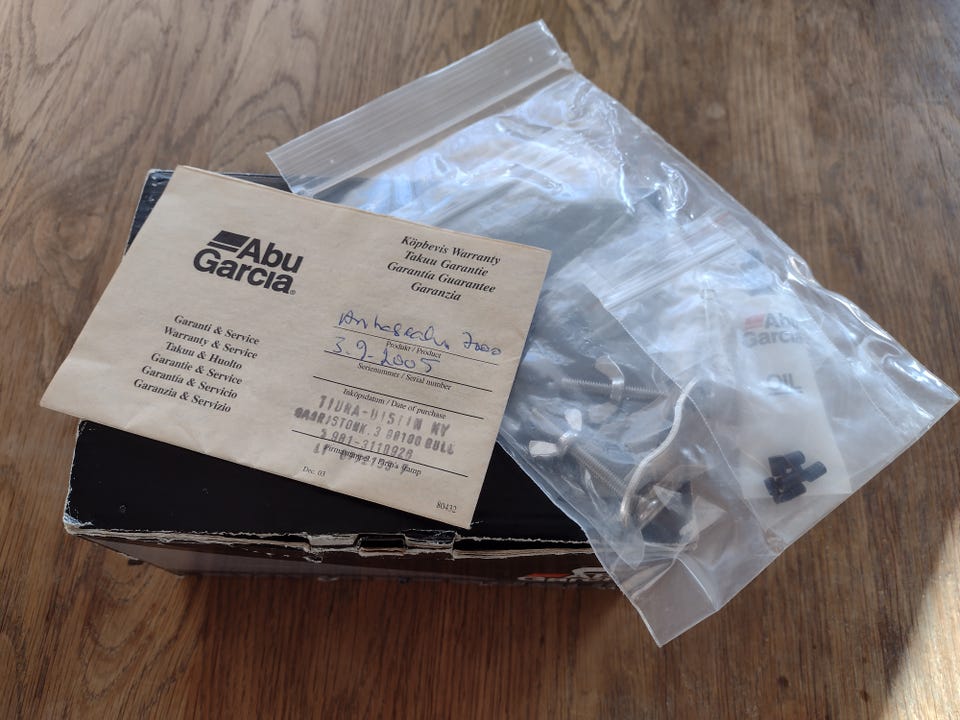 Abu
Garcia®
Köpbevis Warranty
Takuu Garantie
Garantía Guarantee
Garanzia
Garanti & Service
Warranty & Service
Takuu & Huolto
Garantie & Service
Garantía & Servicio
Garanzia & Servizio
7000
Produkt / Product
3.9.2005
Serienummer / Serial number
Inköpsdatum / Date of purchase
Dec. 03
80432
Abu
Garcia
OIL